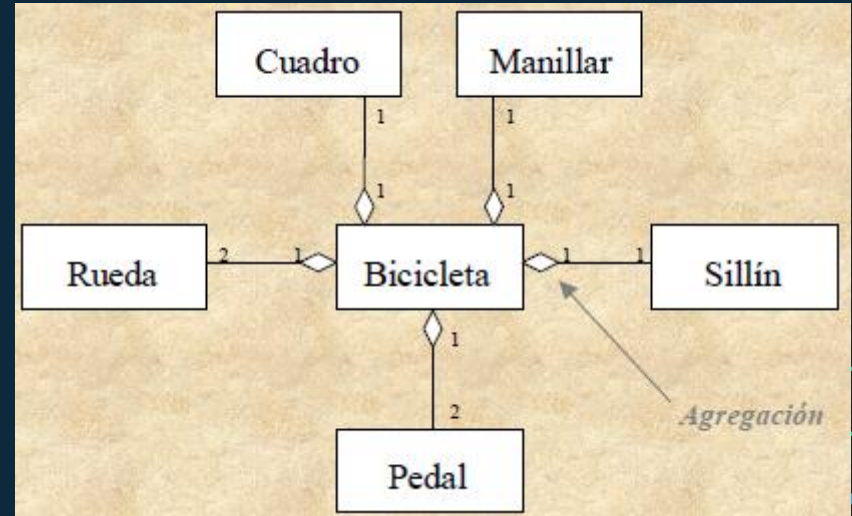 Cuadro
Manillar
1
1
1
1
Rueda
2
1
Bicicleta
1
1
Sillín
1
2
Agregación
Pedal